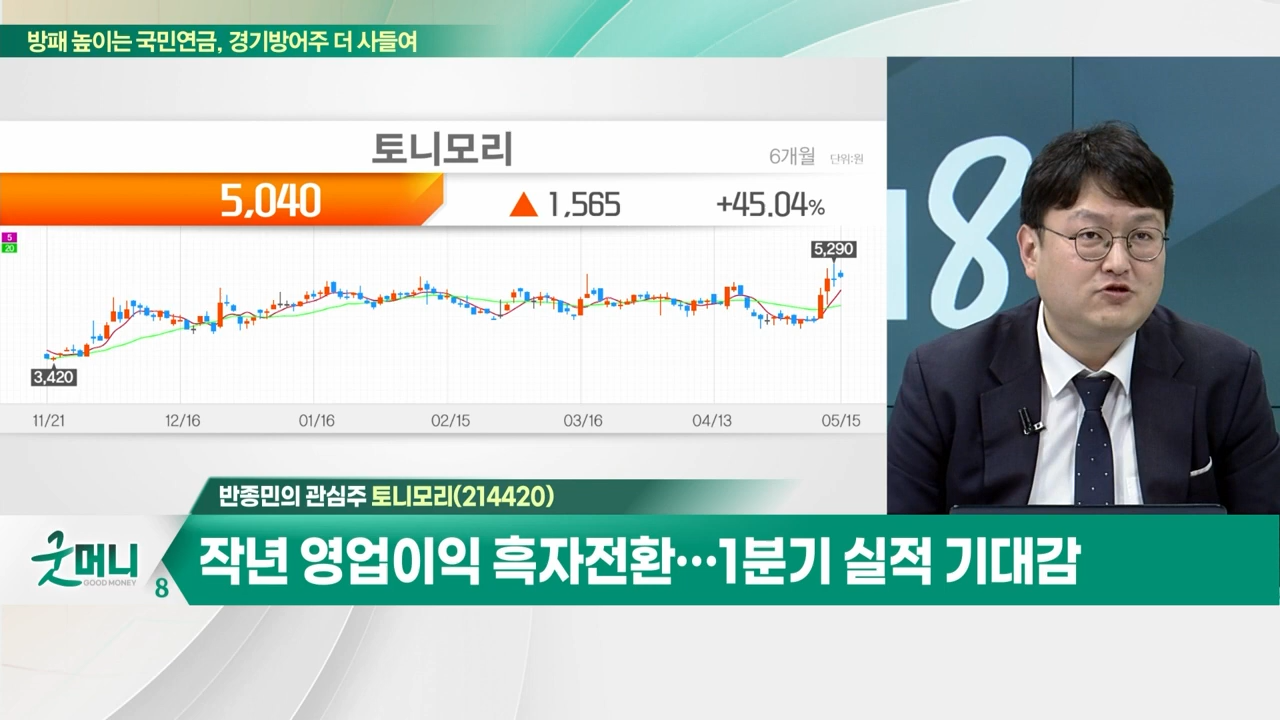 방패 높이는 국민연금, 경기방어주 더 사들여
토니모리
6개월 단위:원
5,040 ▲ 1,565 +45.04%
5
20
5,290
3,420
11/21 12/16 01/16 02/15 03/16 04/13 05/15
8
반종민의 관심주 토니모리(214420)
굿머니
GOOD MONEY
8
작년 영업이익 흑자전환…1분기 실적 기대감